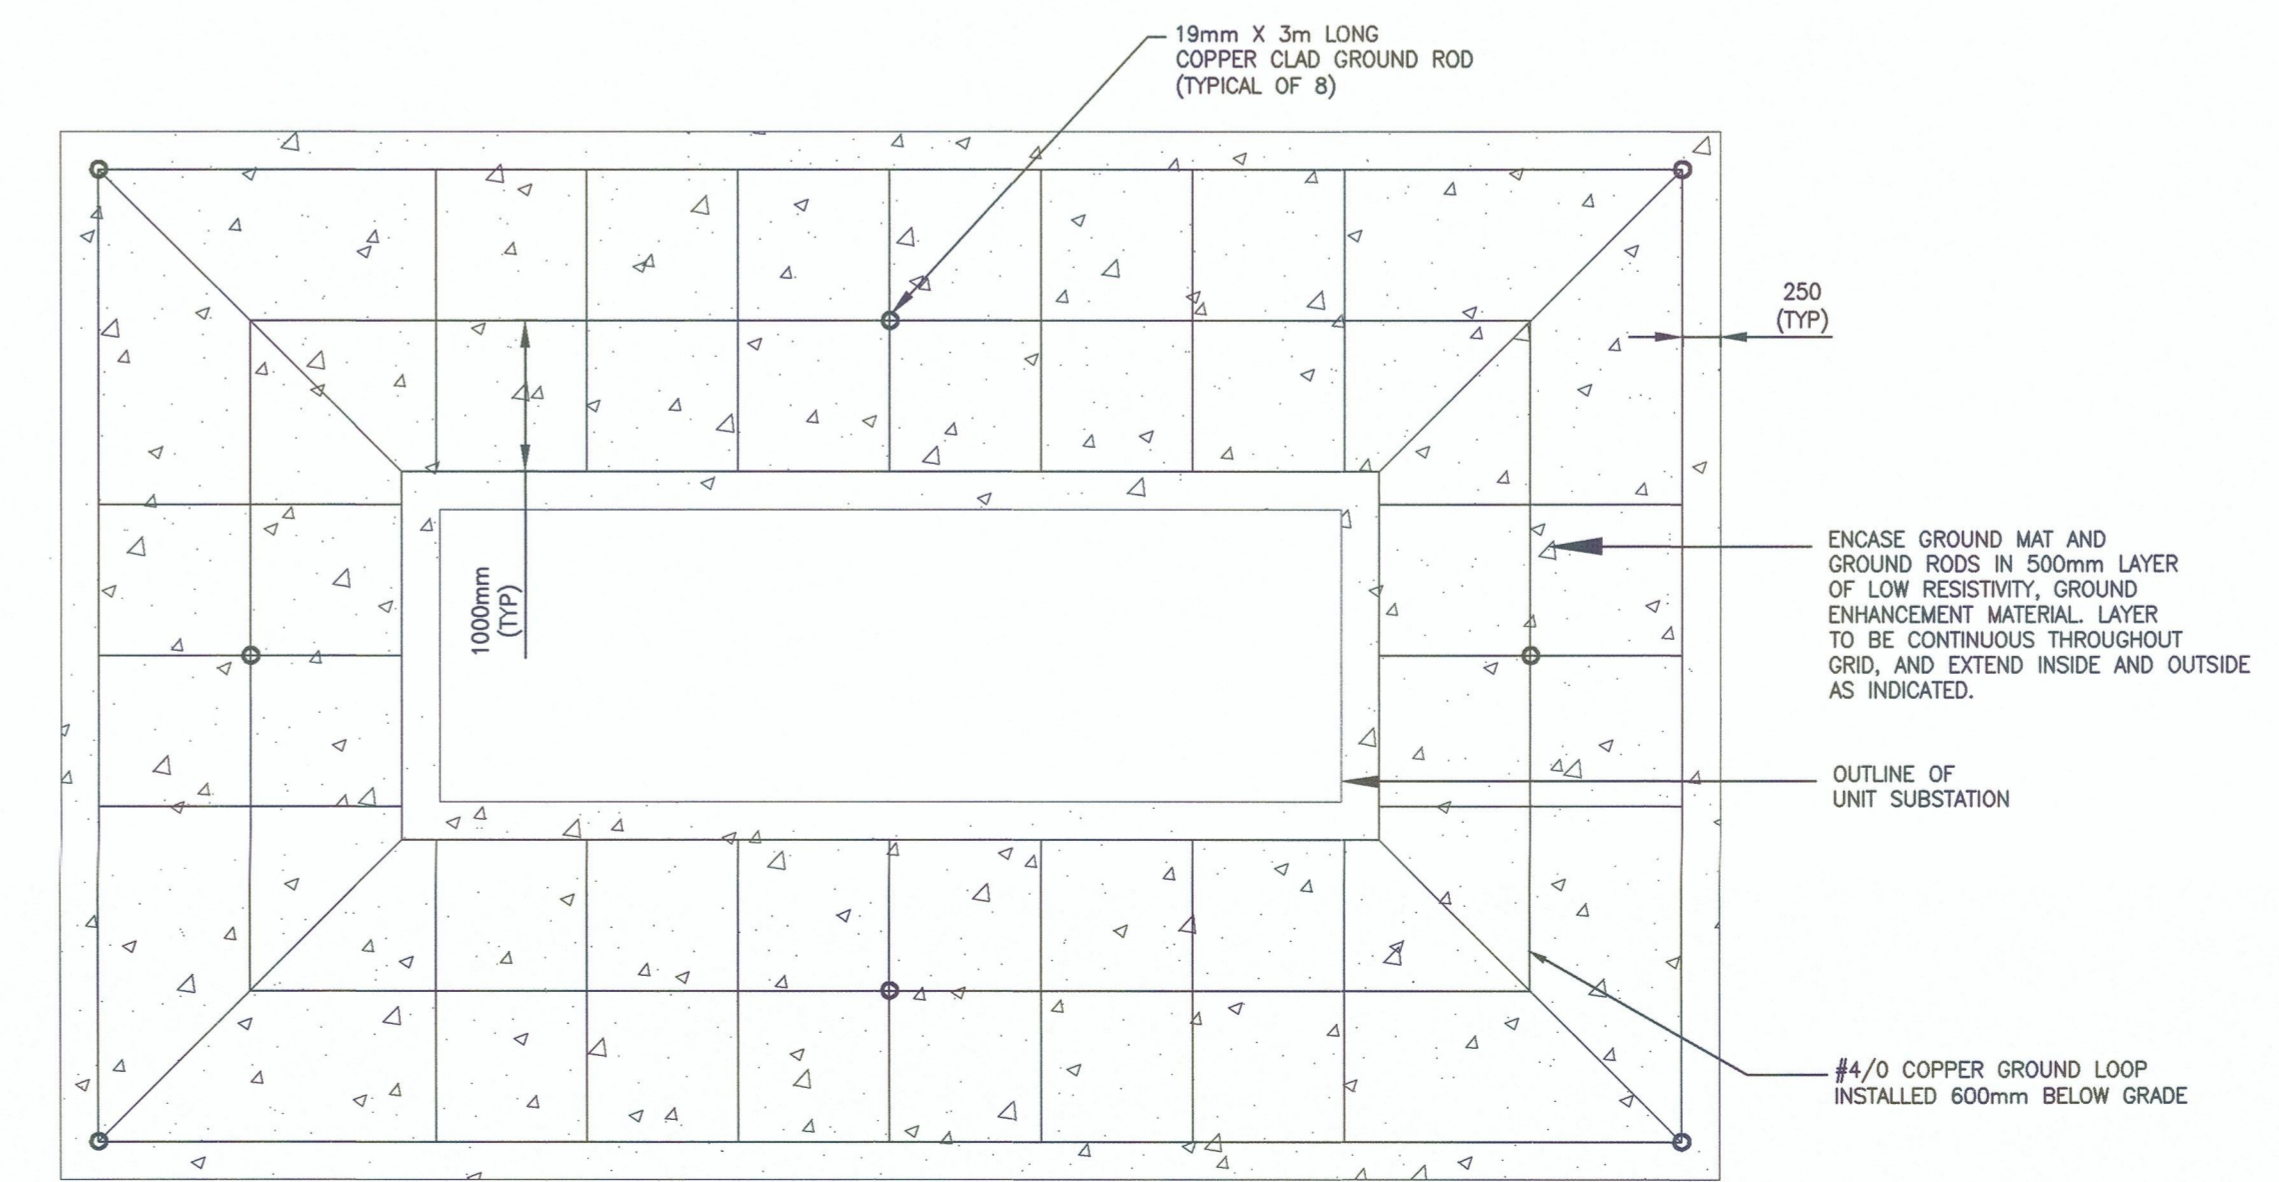 19mm X 3m LONG
COPPER CLAD GROUND ROD
(TYPICAL OF 8)
250
(TYP)
1000mm
(TYP)
ENCASE GROUND MAT AND
GROUND RODS IN 500mm LAYER
OF LOW RESISTIVITY, GROUND
ENHANCEMENT MATERIAL. LAYER
TO BE CONTINUOUS THROUGHOUT
GRID, AND EXTEND INSIDE AND OUTSIDE
AS INDICATED.
OUTLINE OF
UNIT SUBSTATION
#4/0 COPPER GROUND LOOP
INSTALLED 600mm BELOW GRADE